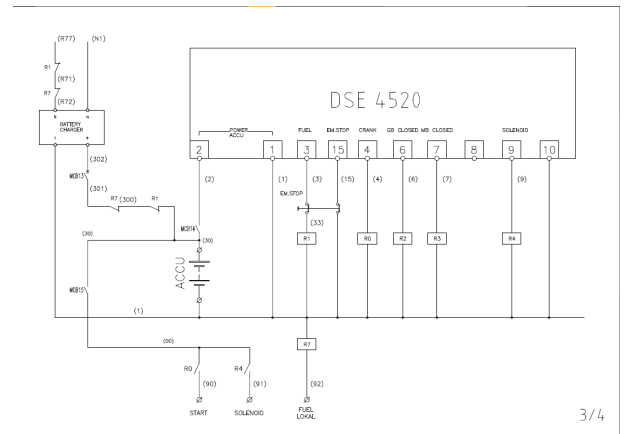 (R77) (N1)
R1
(R71)
R7
(R72)
R N
BATTERY
CHARGER
- +
(302)
MCB13
(301)
R7 (300) R1
(30)
MCB15
(1)
(00)
R0 R4
(90) (91)
START SOLENOID
DSE 4520
POWER
ACCU
FUEL EM.STOP CRANK GB CLOSED MB CLOSED SOLENOID
2 1 3 15 4 6 7 8 9 10
(2) (1) (3) (15) (4) (6) (7) (9)
EM.STOP
(33)
MCB14
(30)
ACCU
R1 R0 R2 R3 R4
R7
(92)
FUEL
LOKAL
3/4